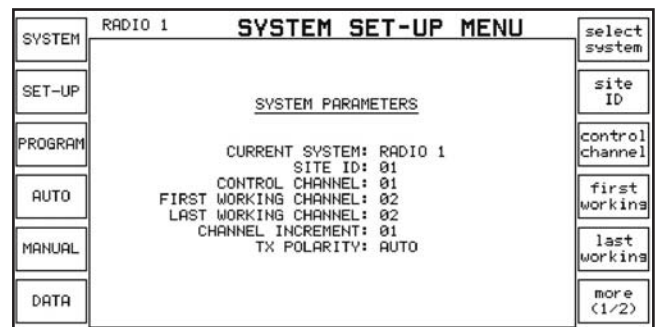 SYSTEM
SET-UP
PROGRAM
AUTO
MANUAL
DATA
RADIO 1 SYSTEM SET-UP MENU
SYSTEM PARAMETERS
CURRENT SYSTEM: RADIO 1
SITE ID: 01
CONTROL CHANNEL: 01
FIRST WORKING CHANNEL: 02
LAST WORKING CHANNEL: 02
CHANNEL INCREMENT: 01
TX POLARITY: AUTO
select
system
site
ID
control
channel
first
working
last
working
more
(1/2)